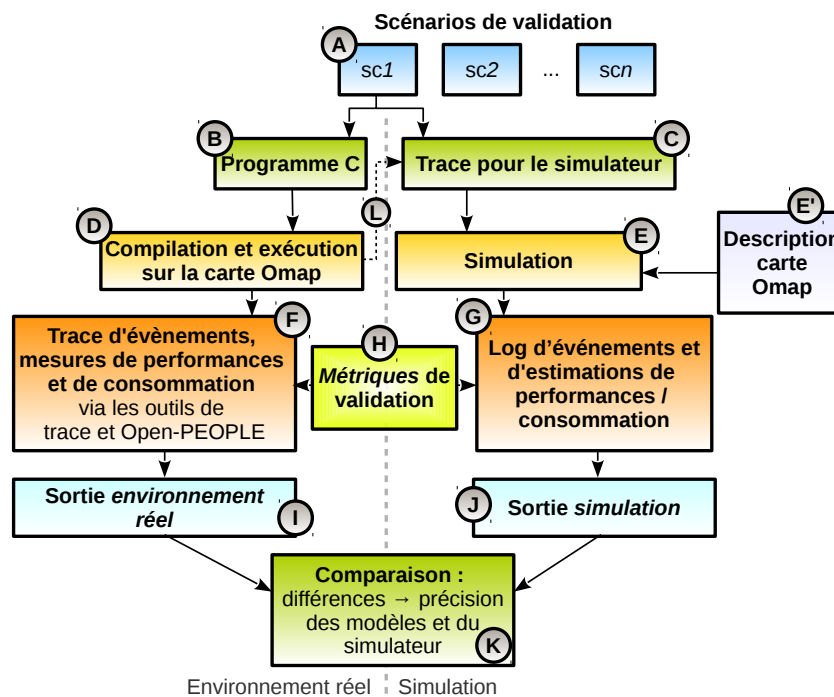 Scénarios de validation
A
sc1
sc2
...
scn
B
Programme C
C
Trace pour le simulateur
L
D
Compilation et exécution
sur la carte Omap
E
Simulation
E'
Description
carte
Omap
F
Trace d'évènements,
mesures de performances
et de consommation
via les outils de
trace et Open-PEOPLE
H
Métriques de
validation
G
Log d’événements et
d'estimations de
performances /
consommation
Sortie environnement
réel
I
J
Sortie simulation
Comparaison :
différences → précision
des modèles et du
simulateur
K
Environnement réel
Simulation